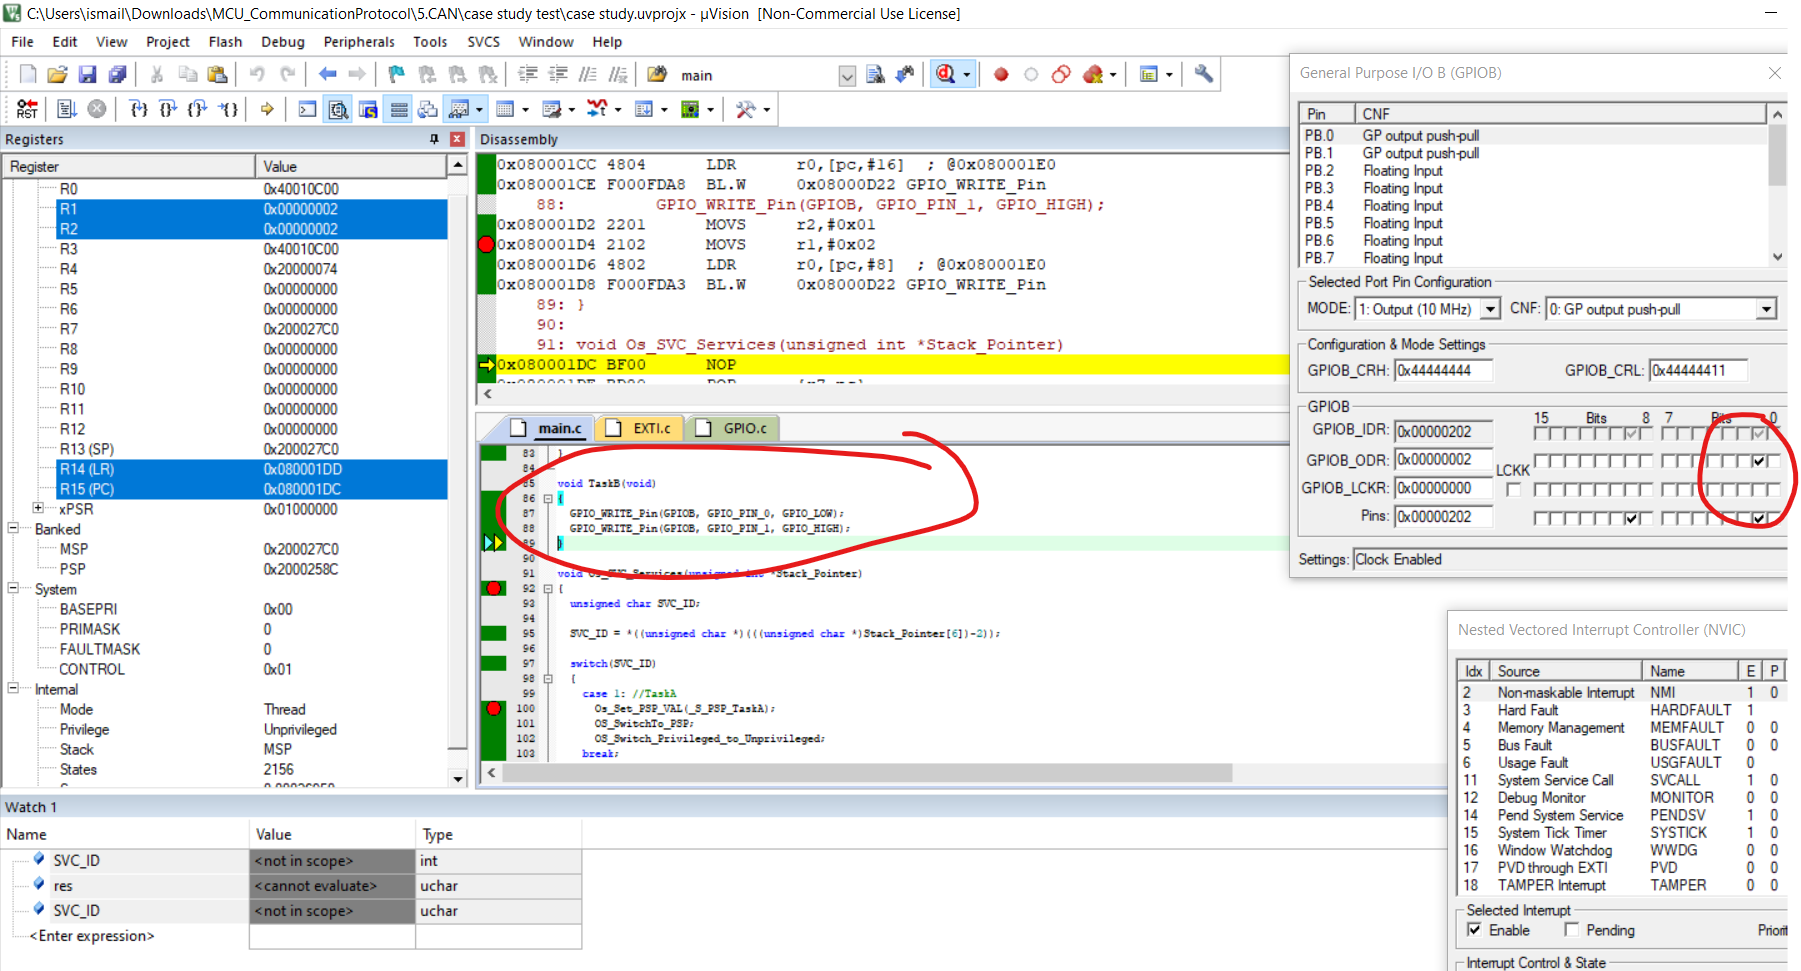 C:\Users\ismail\Downloads\MCU_CommunicationProtocol\5.CAN\case study test\case study.uvprojx - µVision [Non-Commercial Use License]
File Edit View Project Flash Debug Peripherals Tools SVCS Window Help
main
RST
Registers
Register Value
R0 0x40010C00
R1 0x00000002
R2 0x00000002
R3 0x40010C00
R4 0x20000074
R5 0x00000000
R6 0x00000000
R7 0x200027C0
R8 0x00000000
R9 0x00000000
R10 0x00000000
R11 0x00000000
R12 0x00000000
R13 (SP) 0x200027C0
R14 (LR) 0x080001DD
R15 (PC) 0x080001DC
xPSR 0x01000000
Banked
MSP 0x200027C0
PSP 0x2000258C
System
BASEPRI 0x00
PRIMASK 0
FAULTMASK 0
CONTROL 0x01
Internal
Mode Thread
Privilege Unprivileged
Stack MSP
States 2156
Disassembly
0x080001CC 4804 LDR r0,[pc,#16] ; @0x080001E0
0x080001CE F000FDA8 BL.W 0x08000D22 GPIO_WRITE_Pin
88: GPIO_WRITE_Pin(GPIOB, GPIO_PIN_1, GPIO_HIGH);
0x080001D2 2201 MOVS r2,#0x01
0x080001D4 2102 MOVS r1,#0x02
0x080001D6 4802 LDR r0,[pc,#8] ; @0x080001E0
0x080001D8 F000FDA3 BL.W 0x08000D22 GPIO_WRITE_Pin
89: }
90:
91: void Os_SVC_Services(unsigned int *Stack_Pointer)
0x080001DC BF00 NOP
main.c EXTI.c GPIO.c
83 }
84
85 void TaskB(void)
86 {
87 GPIO_WRITE_Pin(GPIOB, GPIO_PIN_0, GPIO_LOW);
88 GPIO_WRITE_Pin(GPIOB, GPIO_PIN_1, GPIO_HIGH);
89 }
90
91 void Os_SVC_Services(unsigned int *Stack_Pointer)
92 {
93 unsigned char SVC_ID;
94
95 SVC_ID = *((unsigned char *)(((unsigned char *)Stack_Pointer[6])-2));
96
97 switch(SVC_ID)
98 {
99 case 1: //TaskA
100 Os_Set_PSP_VAL(_S_PSP_TaskA);
101 OS_SwitchTo_PSP;
102 OS_Switch_Privileged_to_Unprivileged;
103 break;
General Purpose I/O B (GPIOB)
Pin CNF
PB.0 GP output push-pull
PB.1 GP output push-pull
PB.2 Floating Input
PB.3 Floating Input
PB.4 Floating Input
PB.5 Floating Input
PB.6 Floating Input
PB.7 Floating Input
Selected Port Pin Configuration
MODE: 1: Output (10 MHz) CNF: 0: GP output push-pull
Configuration & Mode Settings
GPIOB_CRH: 0x44444444 GPIOB_CRL: 0x44444411
GPIOB
15 Bits 8 7 Bits 0
GPIOB_IDR: 0x00000202
GPIOB_ODR: 0x00000002
LCKK
GPIOB_LCKR: 0x00000000
Pins: 0x00000202
Settings: Clock Enabled
Nested Vectored Interrupt Controller (NVIC)
Idx Source Name E P
2 Non-maskable Interrupt NMI 1 0
3 Hard Fault HARDFAULT 1
4 Memory Management MEMFAULT 0 0
5 Bus Fault BUSFAULT 0 0
6 Usage Fault USGFAULT 0
11 System Service Call SVCALL 1 0
12 Debug Monitor MONITOR 0 0
14 Pend System Service PENDSV 1 0
15 System Tick Timer SYSTICK 1 0
16 Window Watchdog WWDG 0 0
17 PVD through EXTI PVD 0 0
18 TAMPER Interrupt TAMPER 0 0
Selected Interrupt
Enable Pending Priorit
Interrupt Control & State
Watch 1
Name Value Type
SVC_ID <not in scope> int
res <cannot evaluate> uchar
SVC_ID <not in scope> uchar
<Enter expression>